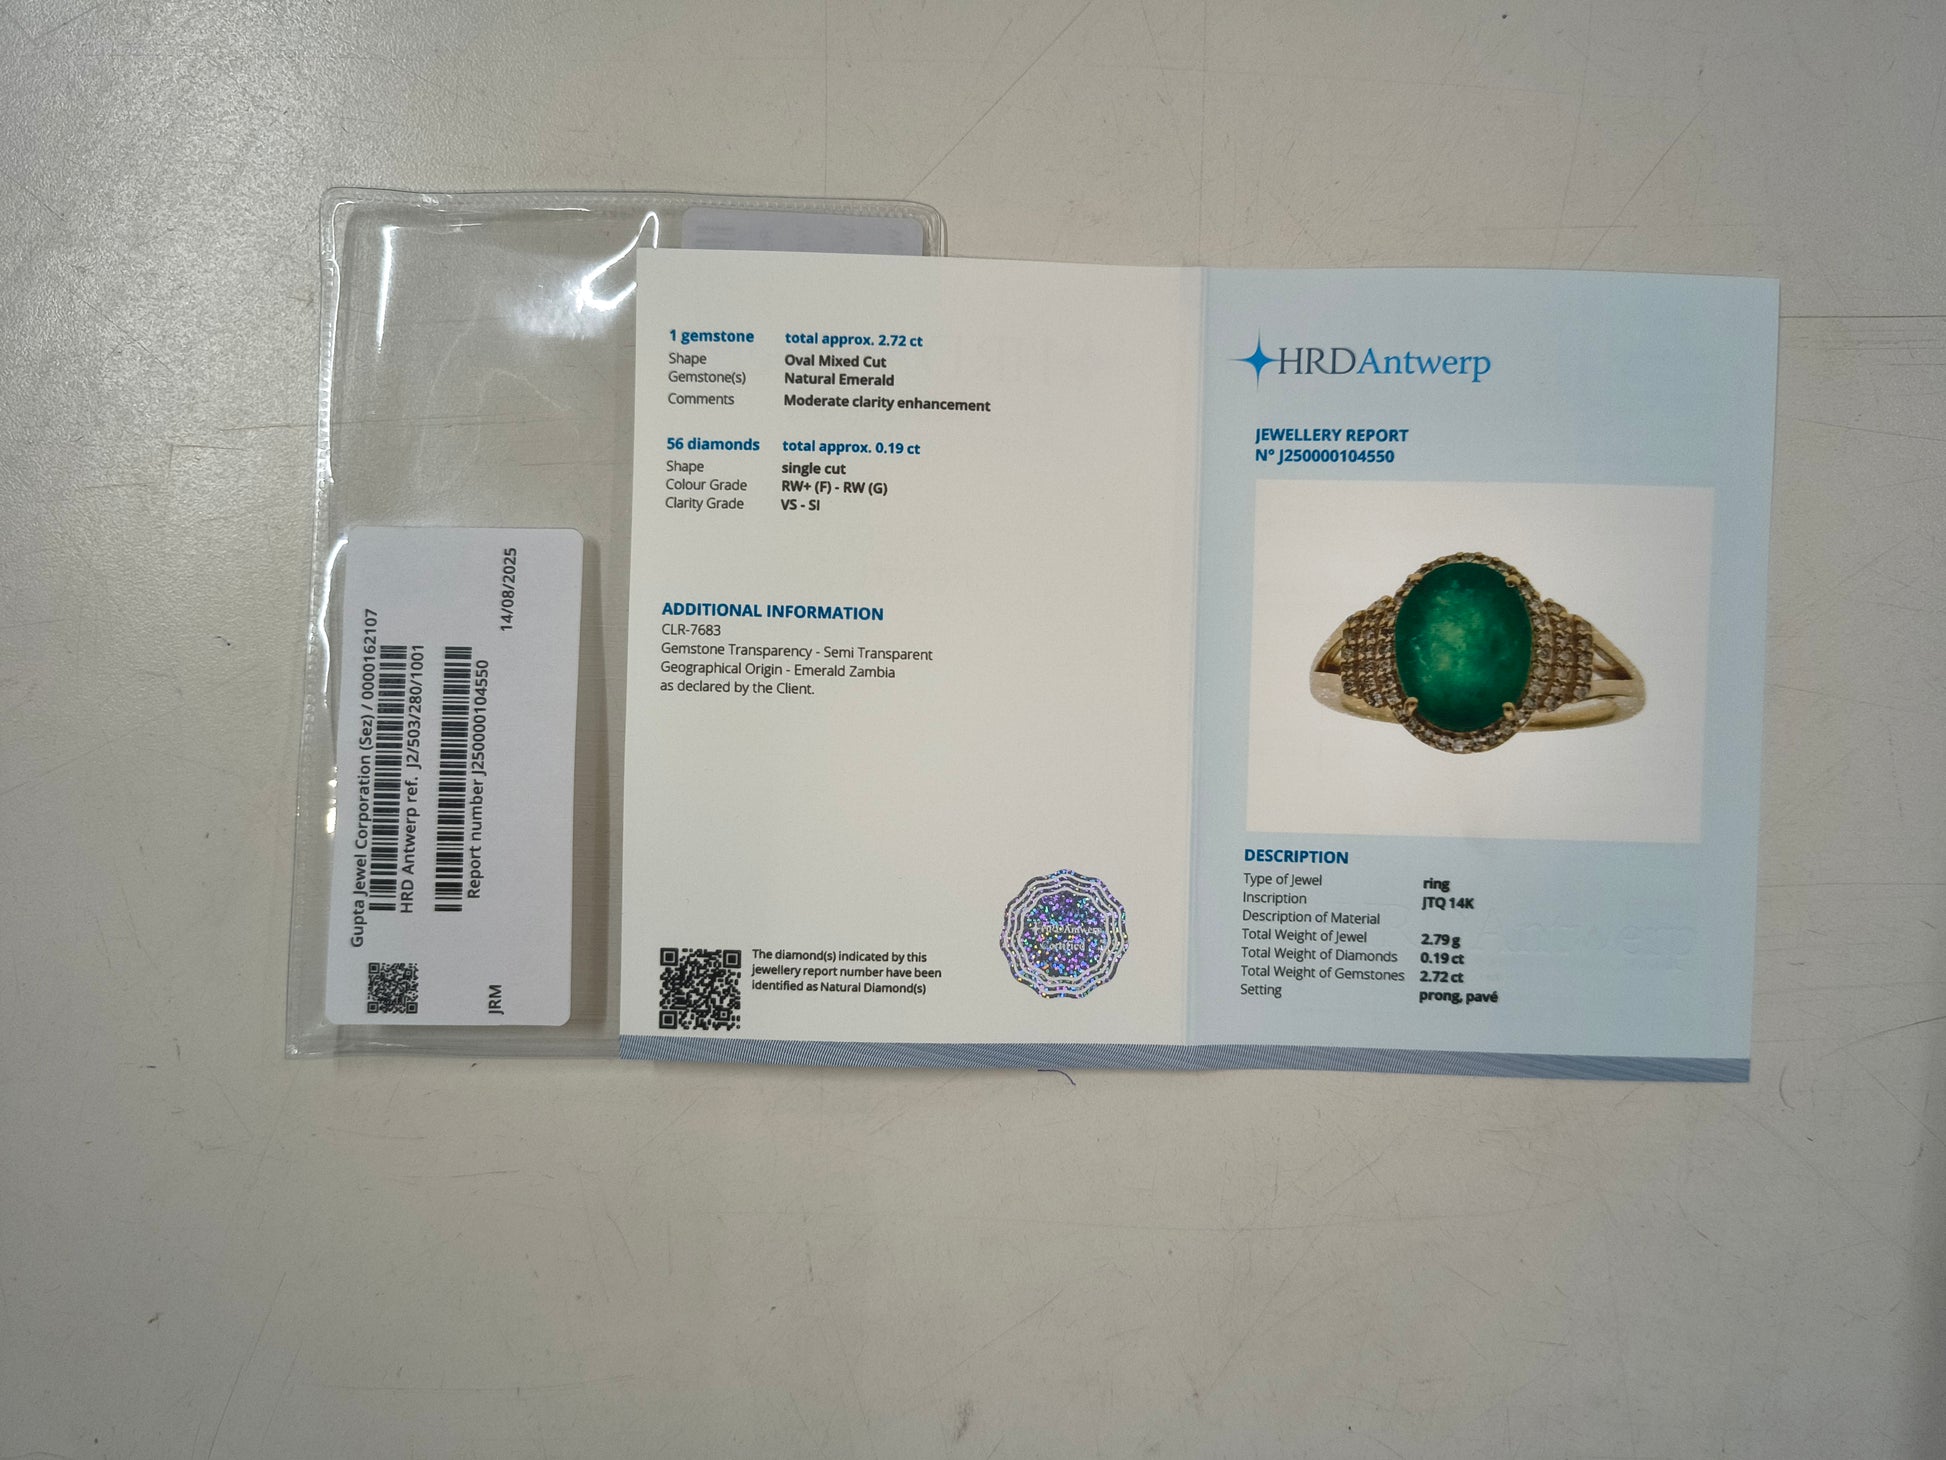 Gupta Jewel Corporation (Sez) / 0000162107
HRD Antwerp ref. J2/503/280/1001
Report number J250000104550
14/08/2025
JRM
1 gemstone total approx. 2.72 ct
Shape Oval Mixed Cut
Gemstone(s) Natural Emerald
Comments Moderate clarity enhancement
56 diamonds total approx. 0.19 ct
Shape single cut
Colour Grade RW+ (F) - RW (G)
Clarity Grade VS - SI
ADDITIONAL INFORMATION
CLR-7683
Gemstone Transparency - Semi Transparent
Geographical Origin - Emerald Zambia
as declared by the Client.
The diamond(s) indicated by this
jewellery report number have been
identified as Natural Diamond(s)
HRD Antwerp
Certified
HRDAntwerp
JEWELLERY REPORT
N° J250000104550
DESCRIPTION
Type of Jewel ring
Inscription JTQ 14K
Description of Material
Total Weight of Jewel 2.79 g
Total Weight of Diamonds 0.19 ct
Total Weight of Gemstones 2.72 ct
Setting prong, pavé